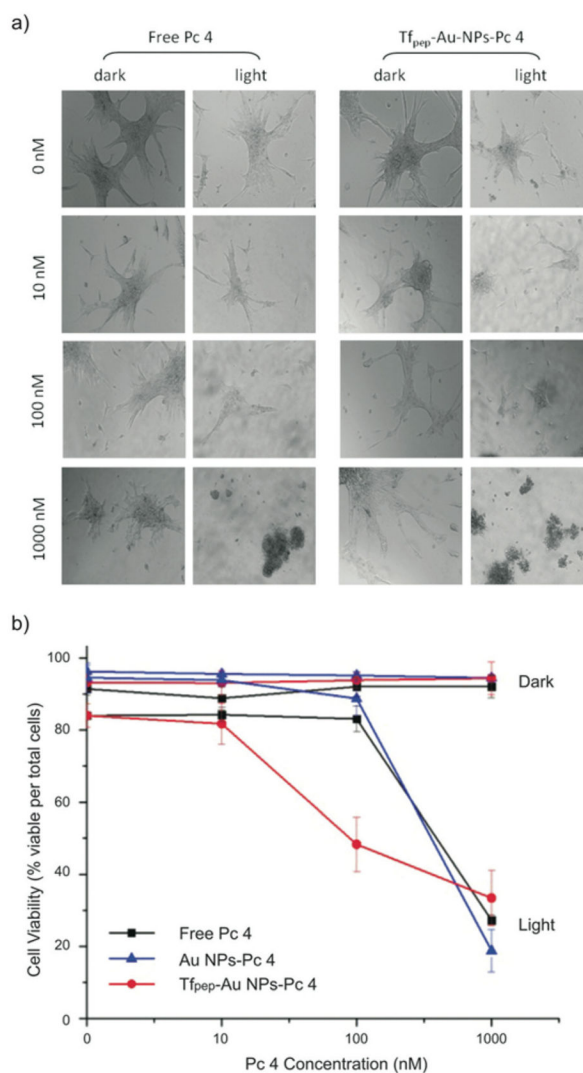 a)
Free Pc 4
Tfpep-Au-NPs-Pc 4
dark
light
dark
light
0 nM
10 nM
100 nM
1000 nM
b)
100
80
60
40
20
0
Cell Viability (% viable per total cells)
Dark
Light
Free Pc 4
Au NPs-Pc 4
Tfpep-Au NPs-Pc 4
0
10
100
1000
Pc 4 Concentration (nM)